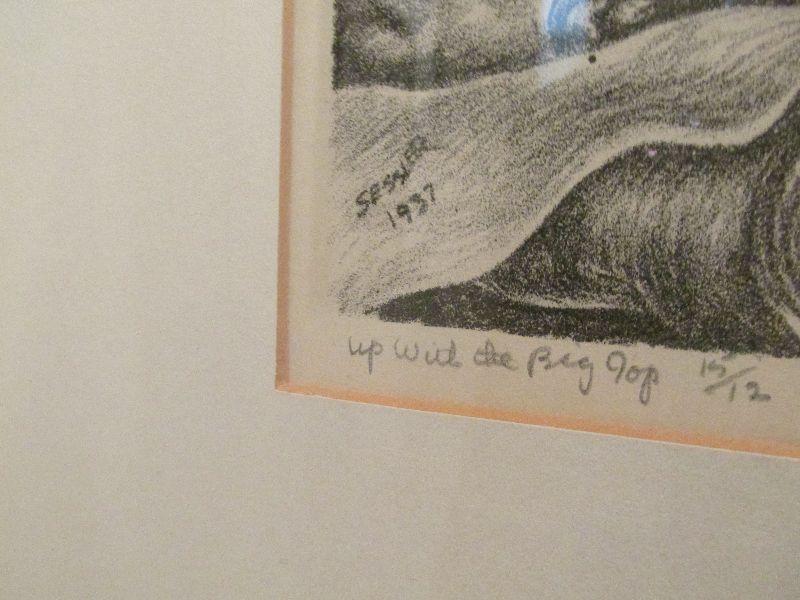 SESSLER
1937
Up With the Big Top 15/12